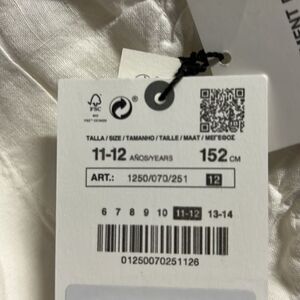 FSC
TALLA / SIZE / TAMANHO / TAILLE / MAAT / ΜΕΓΕΘΟΣ
11-12 AÑOS/YEARS 152 CM
ART.: 1250/070/251 12
6 7 8 9 10 11-12 13-14
01250070251126